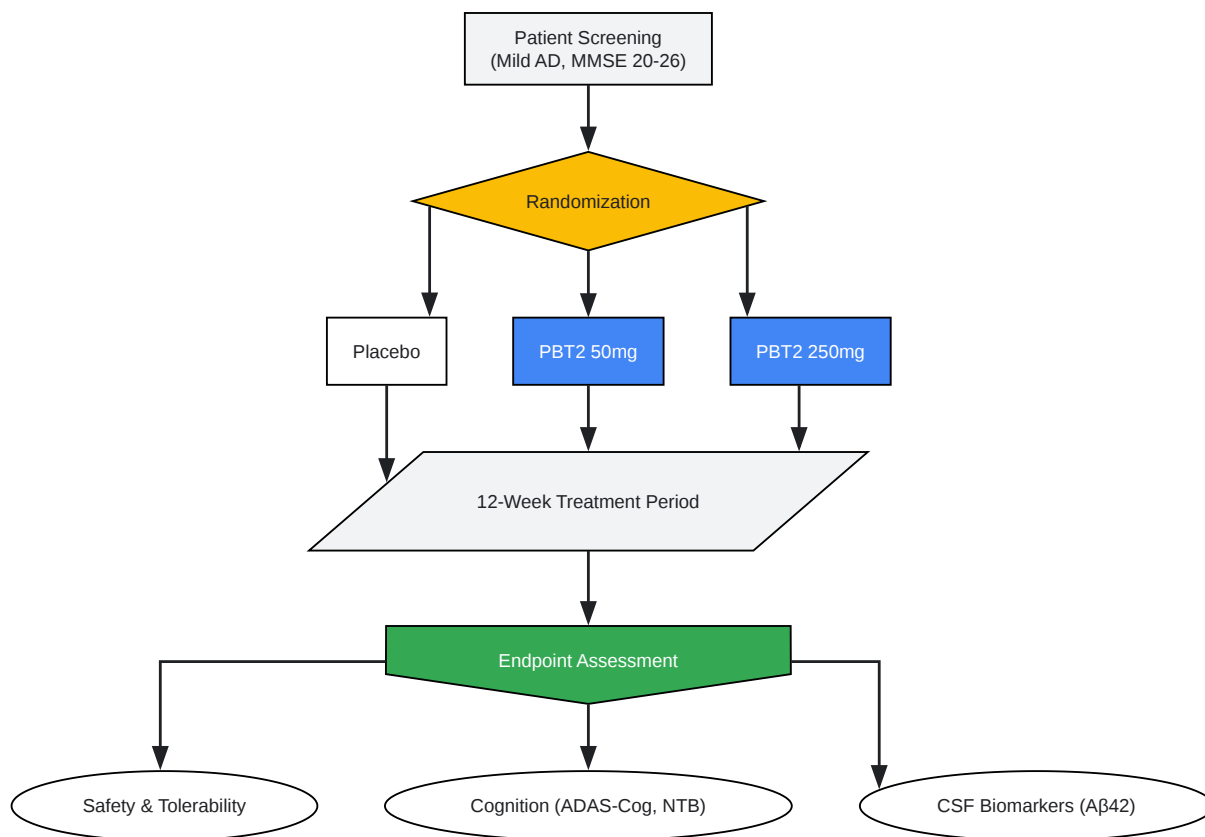 Patient Screening
(Mild AD, MMSE 20-26)
Randomization
Placebo
PBT2 50mg
PBT2 250mg
12-Week Treatment Period
Endpoint Assessment
Safety & Tolerability
Cognition (ADAS-Cog, NTB)
CSF Biomarkers (Aβ42)